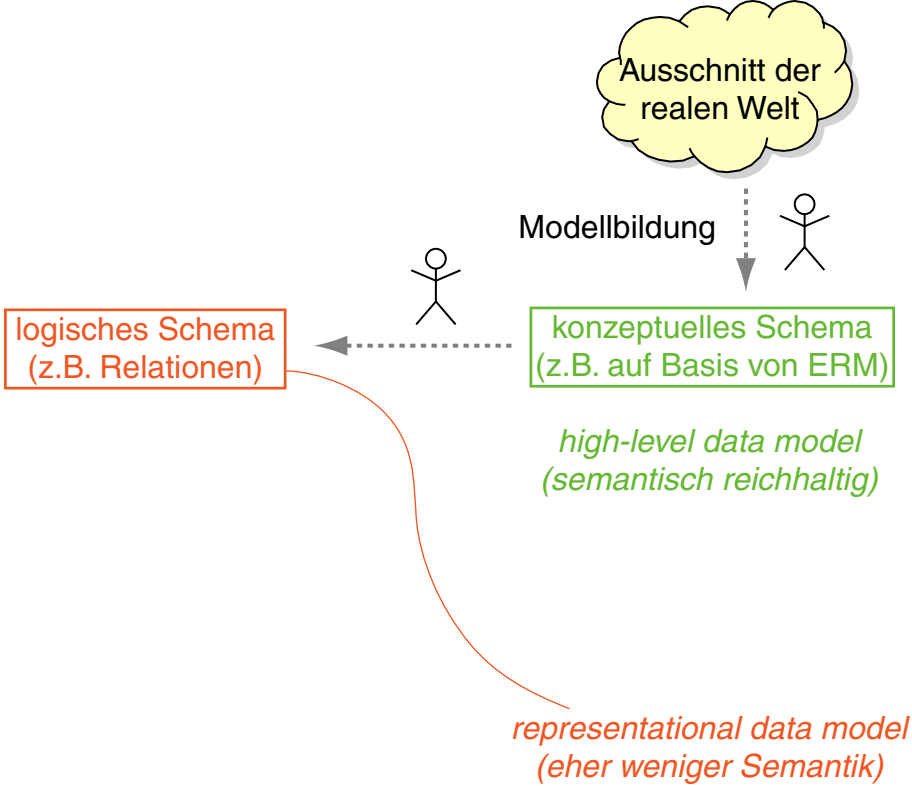 Ausschnitt der
realen Welt
Modellbildung
logisches Schema
(z.B. Relationen)
konzeptuelles Schema
(z.B. auf Basis von ERM)
high-level data model
(semantisch reichhaltig)
representational data model
(eher weniger Semantik)